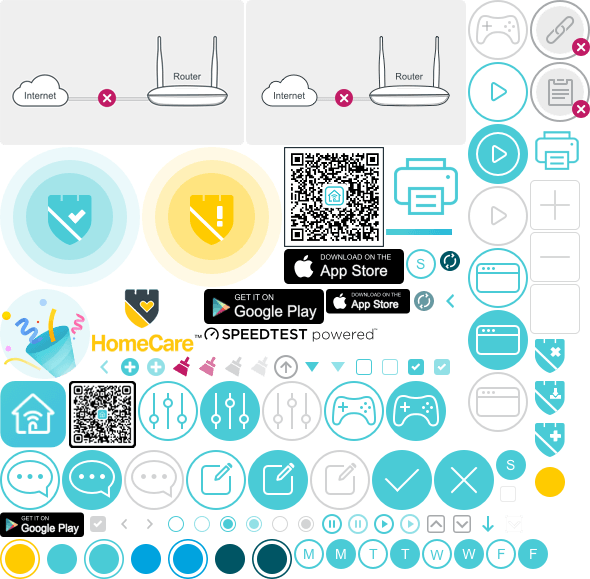 Router
Internet
Router
Internet
DOWNLOAD ON THE
App Store
S
GET IT ON
Google Play
DOWNLOAD ON THE
App Store
HomeCare™
SPEEDTEST powered™
S
GET IT ON
Google Play
M M T T W W F F